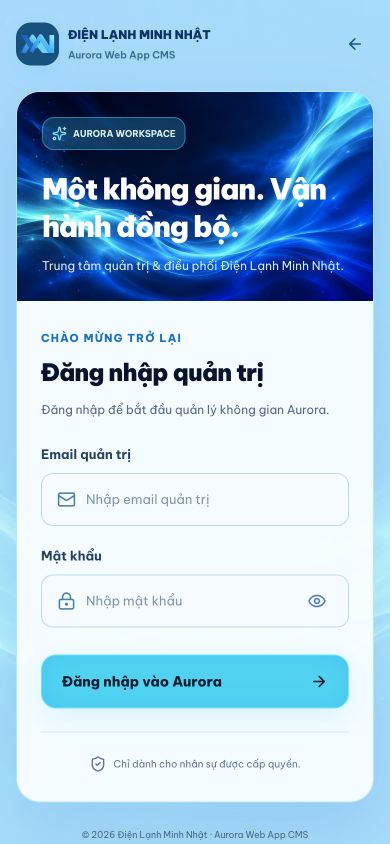 ĐIỆN LẠNH MINH NHẬT
Aurora Web App CMS
AURORA WORKSPACE
Một không gian. Vận
hành đồng bộ.
Trung tâm quản trị & điều phối Điện Lạnh Minh Nhật.
CHÀO MỪNG TRỞ LẠI
Đăng nhập quản trị
Đăng nhập để bắt đầu quản lý không gian Aurora.
Email quản trị
Nhập email quản trị
Mật khẩu
Nhập mật khẩu
Đăng nhập vào Aurora
Chỉ dành cho nhân sự được cấp quyền.
© 2026 Điện Lạnh Minh Nhật · Aurora Web App CMS